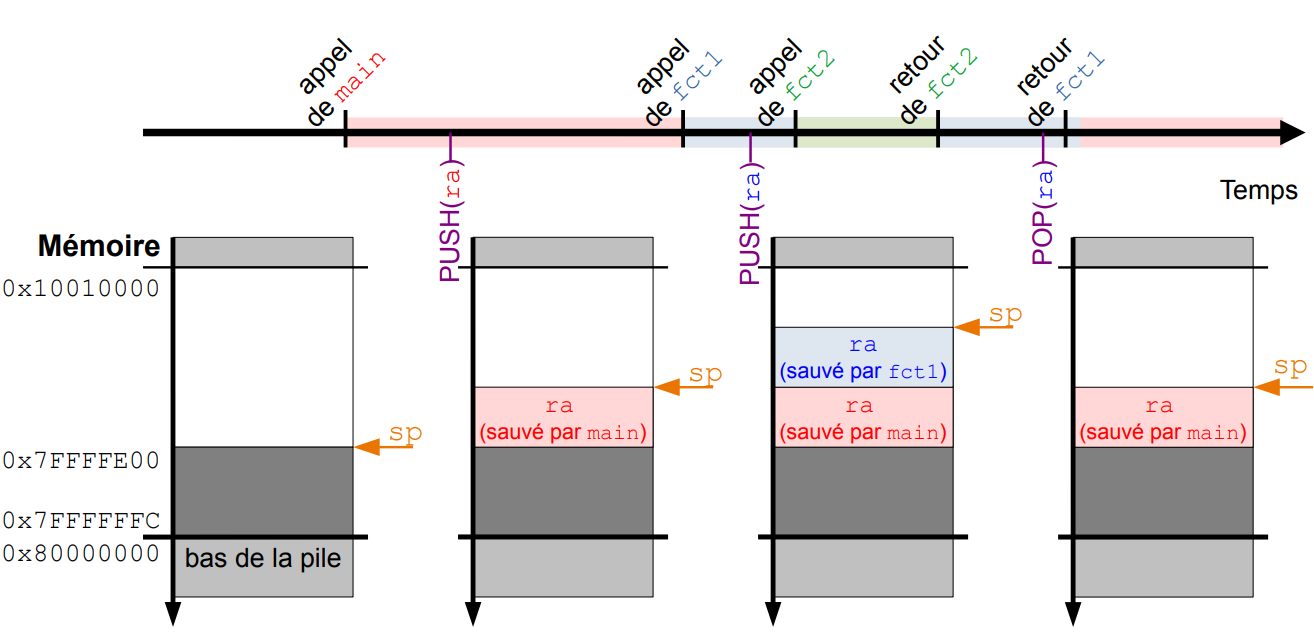 appel
de main
appel
de fct1
appel
de fct2
retour
de fct2
retour
de fct1
PUSH(ra)
PUSH(ra)
POP(ra)
Temps
Mémoire
0x10010000
0x7FFFFE00
0x7FFFFFFC
0x80000000
bas de la pile
sp
sp
ra
(sauvé par main)
sp
ra
(sauvé par fct1)
ra
(sauvé par main)
sp
ra
(sauvé par main)